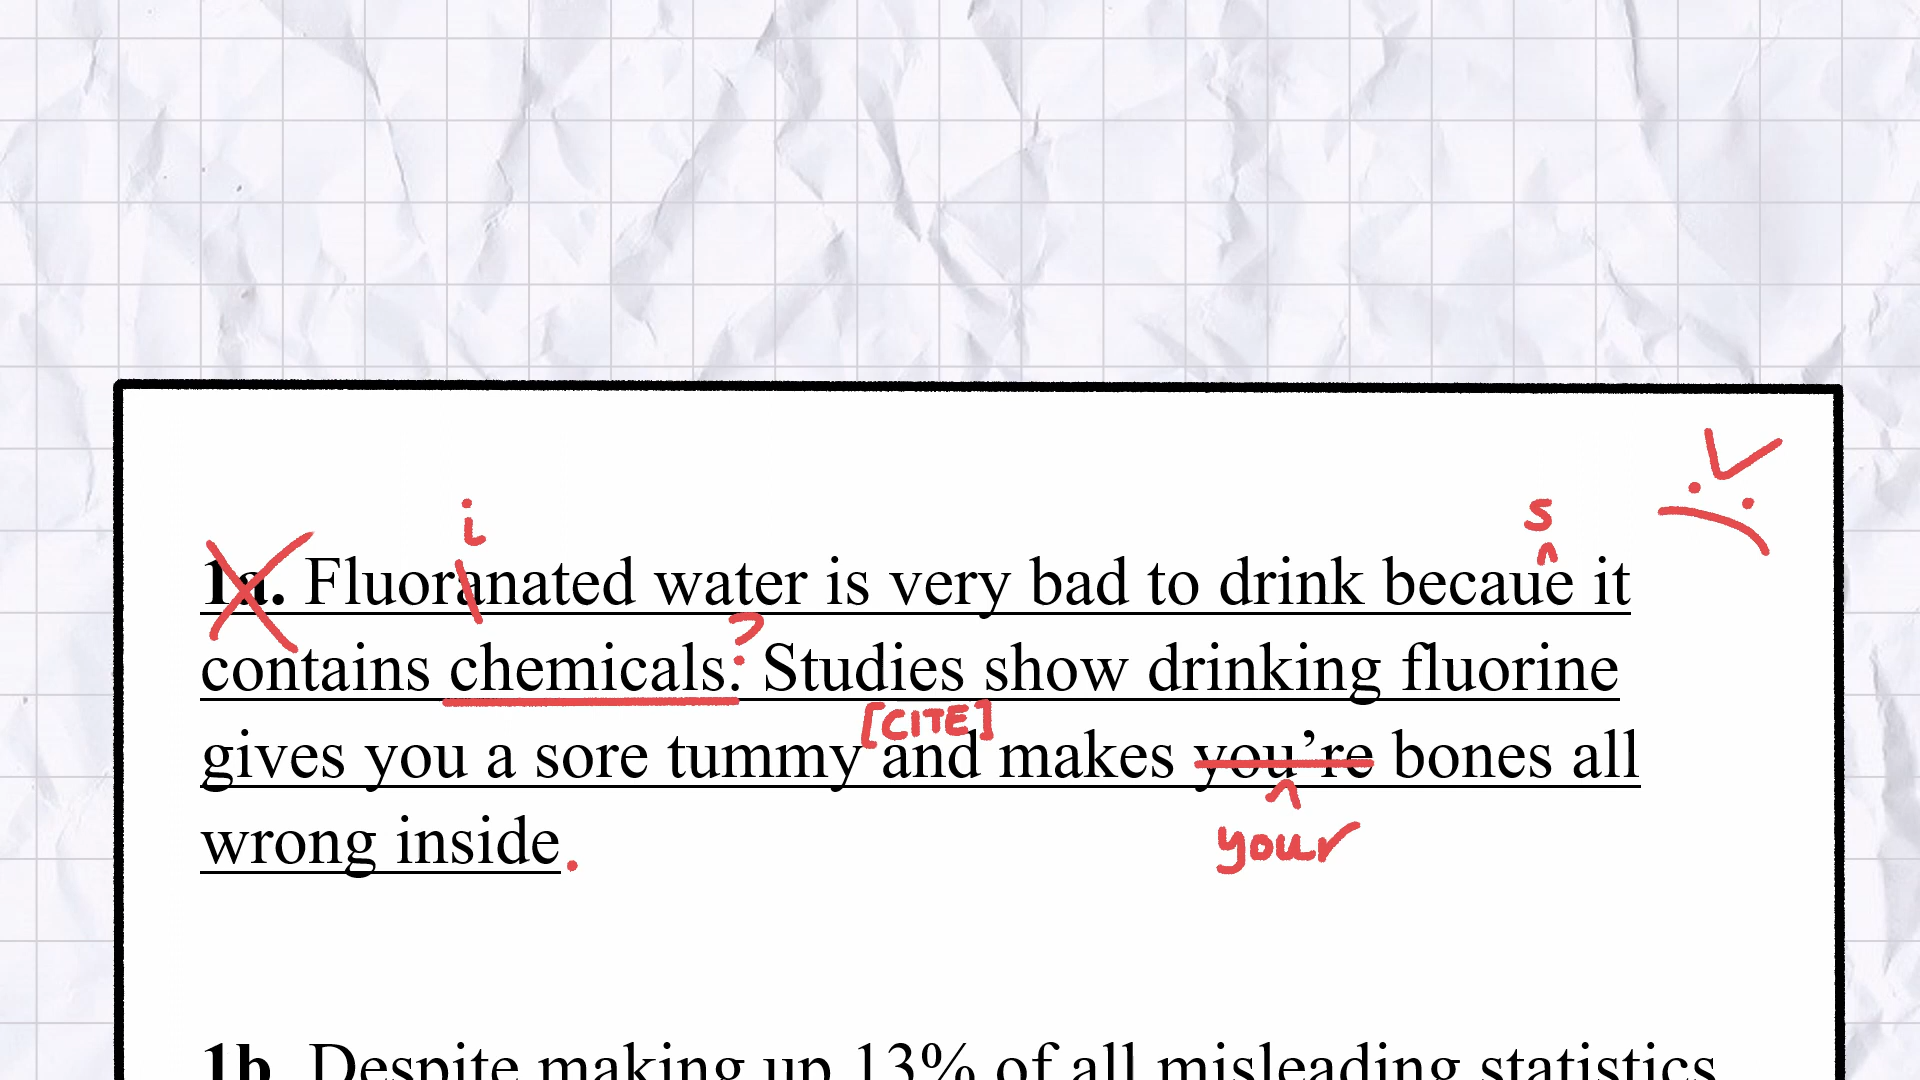 i
s
1a. Fluoranated water is very bad to drink becaue it
?
contains chemicals. Studies show drinking fluorine
[CITE]
gives you a sore tummy and makes you’re bones all
your
wrong inside.
1b. Despite making up 13% of all misleading statistics